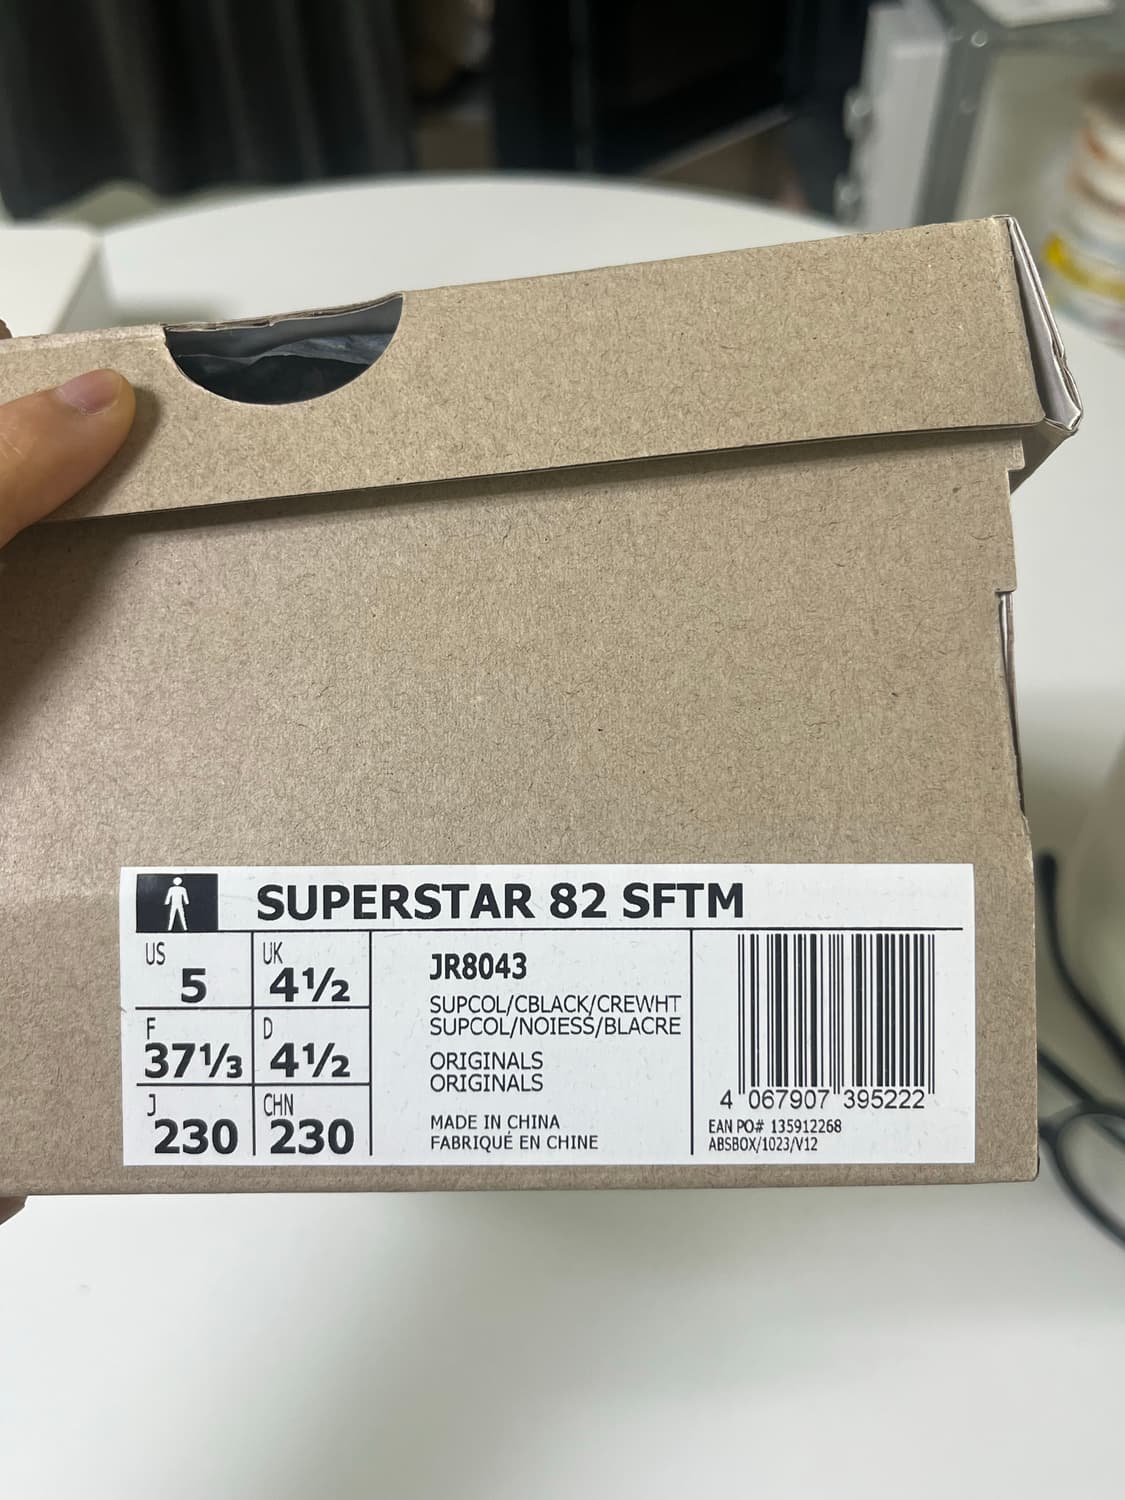 SUPERSTAR 82 SFTM
US 5 UK 4½
F 37⅓ D 4½
J 230 CHN 230
JR8043
SUPCOL/CBLACK/CREWHT
SUPCOL/NOIESS/BLACRE
ORIGINALS
ORIGINALS
MADE IN CHINA
FABRIQUÉ EN CHINE
4 067907 395222
EAN PO# 135912268
ABSBOX/1023/V12